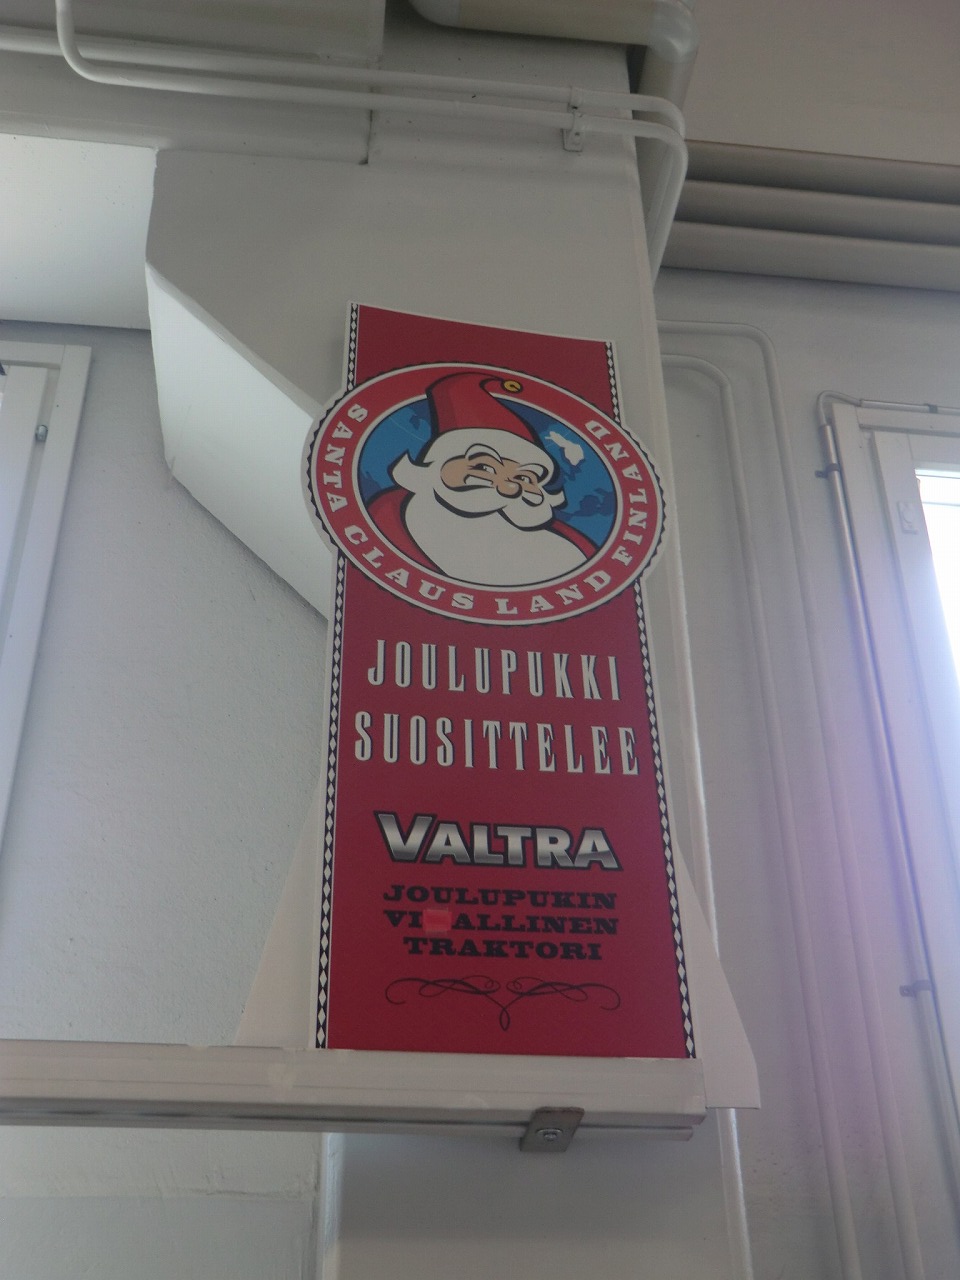 SANTA CLAUS LAND FINLAND
JOULUPUKKI
SUOSITTELEE
VALTRA
JOULUPUKIN
TRAKTORI